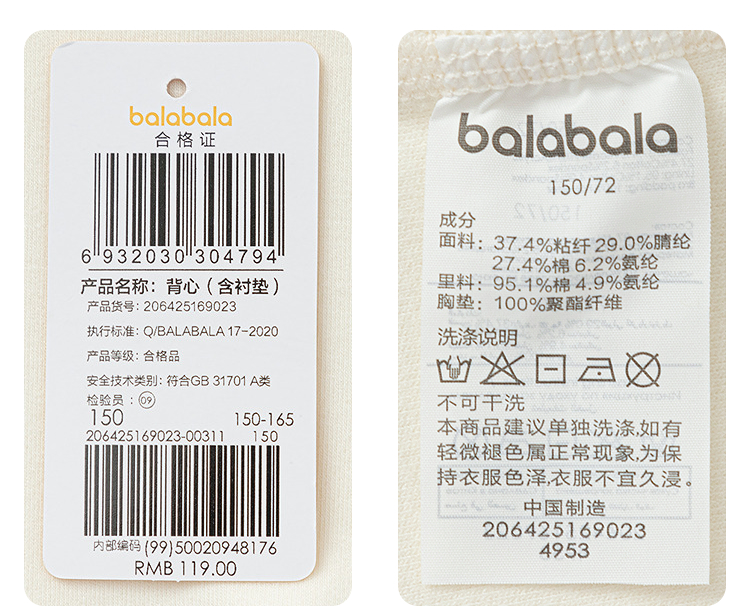 balabala
合格证
6 932030 304794
产品名称：背心（含衬垫）
产品货号：206425169023
执行标准：Q/BALABALA 17-2020
产品等级：合格品
安全技术类别：符合GB 31701 A类
检验员：09
150 150-165
206425169023-00311 150
内部编码 (99)50020948176
RMB 119.00
balabala
150/72
成分
面料：37.4%粘纤 29.0%腈纶
27.4%棉 6.2%氨纶
里料：95.1%棉 4.9%氨纶
胸垫：100%聚酯纤维
洗涤说明
不可干洗
本商品建议单独洗涤,如有
轻微褪色属正常现象,为保
持衣服色泽,衣服不宜久浸。
中国制造
206425169023
4953